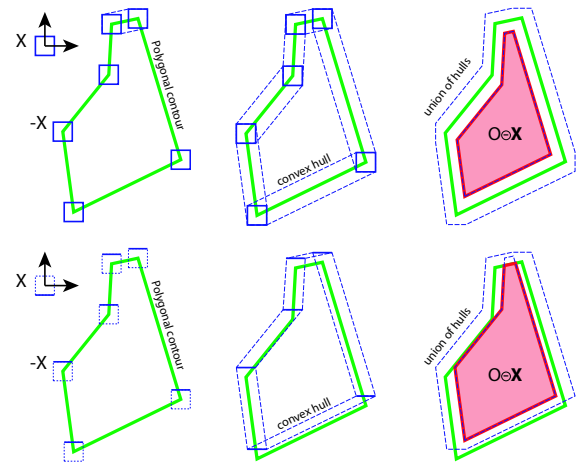 X
-X
Polygonal contour
convex hull
union of hulls
O⊖X
X
-X
Polygonal contour
convex hull
union of hulls
O⊖X